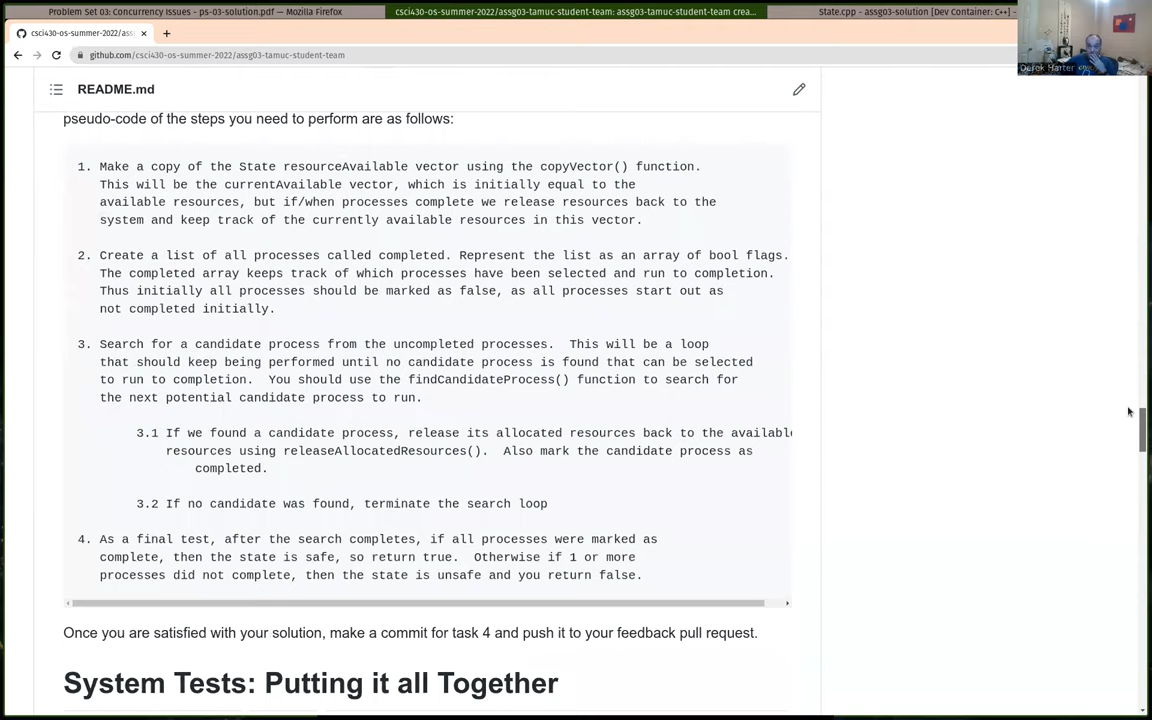 Problem Set 03: Concurrency Issues - ps-03-solution.pdf — Mozilla Firefox
csci430-os-summer-2022/assg03-tamuc-student-team: assg03-tamuc-student-team crea...
State.cpp - assg03-solution [Dev Container: C++] -
csci430-os-summer-2022/ass
github.com/csci430-os-summer-2022/assg03-tamuc-student-team
Derek Harter
README.md
pseudo-code of the steps you need to perform are as follows:
1. Make a copy of the State resourceAvailable vector using the copyVector() function.
This will be the currentAvailable vector, which is initially equal to the
available resources, but if/when processes complete we release resources back to the
system and keep track of the currently available resources in this vector.
2. Create a list of all processes called completed. Represent the list as an array of bool flags.
The completed array keeps track of which processes have been selected and run to completion.
Thus initially all processes should be marked as false, as all processes start out as
not completed initially.
3. Search for a candidate process from the uncompleted processes.  This will be a loop
that should keep being performed until no candidate process is found that can be selected
to run to completion.  You should use the findCandidateProcess() function to search for
the next potential candidate process to run.
3.1 If we found a candidate process, release its allocated resources back to the available
resources using releaseAllocatedResources().  Also mark the candidate process as
completed.
3.2 If no candidate was found, terminate the search loop
4. As a final test, after the search completes, if all processes were marked as
complete, then the state is safe, so return true.  Otherwise if 1 or more
processes did not complete, then the state is unsafe and you return false.
Once you are satisfied with your solution, make a commit for task 4 and push it to your feedback pull request.
System Tests: Putting it all Together